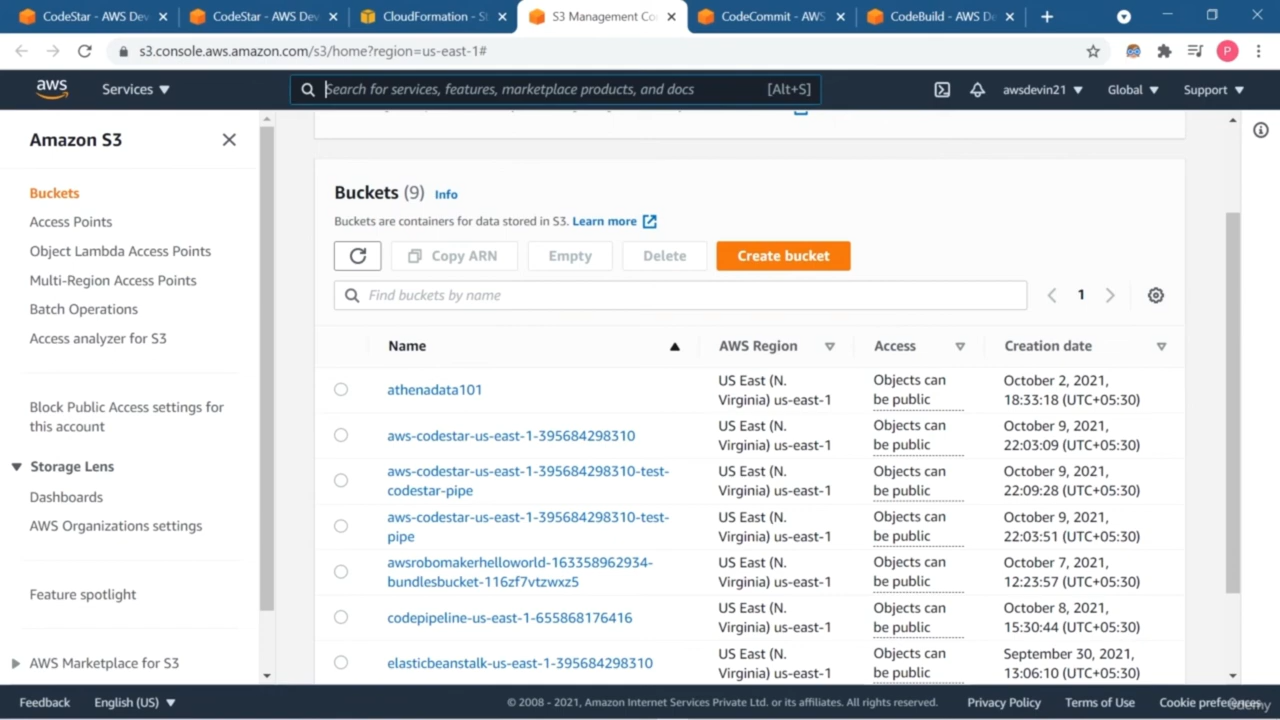 CodeStar - AWS Dev
CodeStar - AWS Dev
CloudFormation - S
S3 Management Co
CodeCommit - AWS
CodeBuild - AWS De
s3.console.aws.amazon.com/s3/home?region=us-east-1#
P
aws
Services
Search for services, features, marketplace products, and docs
[Alt+S]
awsdevin21
Global
Support
Amazon S3
Buckets
Access Points
Object Lambda Access Points
Multi-Region Access Points
Batch Operations
Access analyzer for S3
Block Public Access settings for
this account
Storage Lens
Dashboards
AWS Organizations settings
Feature spotlight
AWS Marketplace for S3
Buckets (9) Info
Buckets are containers for data stored in S3. Learn more
Copy ARN
Empty
Delete
Create bucket
Find buckets by name
1
Name
AWS Region
Access
Creation date
athenadata101
US East (N.
Virginia) us-east-1
Objects can
be public
October 2, 2021,
18:33:18 (UTC+05:30)
aws-codestar-us-east-1-395684298310
US East (N.
Virginia) us-east-1
Objects can
be public
October 9, 2021,
22:03:09 (UTC+05:30)
aws-codestar-us-east-1-395684298310-test-
codestar-pipe
US East (N.
Virginia) us-east-1
Objects can
be public
October 9, 2021,
22:09:28 (UTC+05:30)
aws-codestar-us-east-1-395684298310-test-
pipe
US East (N.
Virginia) us-east-1
Objects can
be public
October 9, 2021,
22:03:51 (UTC+05:30)
awsrobomakerhelloworld-163358962934-
bundlesbucket-116zf7vtzwxz5
US East (N.
Virginia) us-east-1
Objects can
be public
October 7, 2021,
12:23:57 (UTC+05:30)
codepipeline-us-east-1-655868176416
US East (N.
Virginia) us-east-1
Objects can
be public
October 8, 2021,
15:30:44 (UTC+05:30)
elasticbeanstalk-us-east-1-395684298310
US East (N.
Virginia) us-east-1
Objects can
be public
September 30, 2021,
13:06:10 (UTC+05:30)
Feedback
English (US)
© 2008 - 2021, Amazon Internet Services Private Ltd. or its affiliates. All rights reserved.
Privacy Policy
Terms of Use
Cookie preferences
Udemy